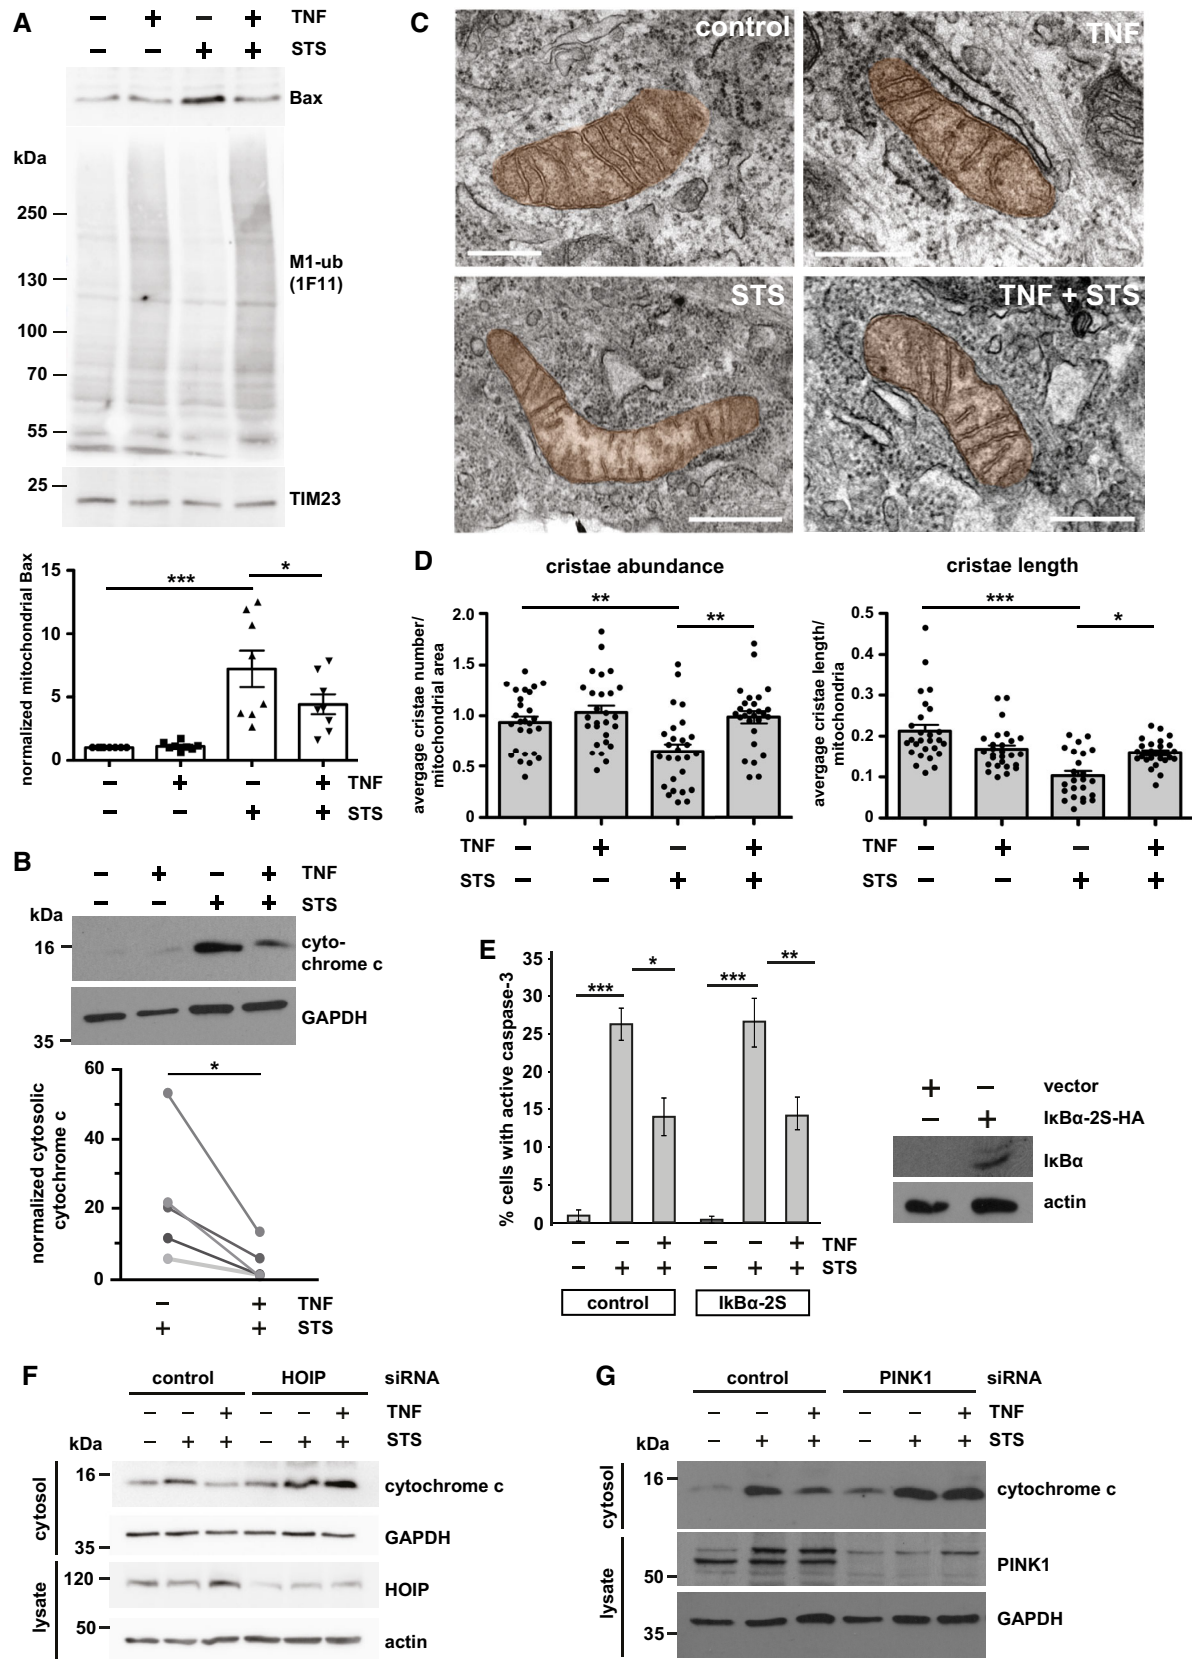 A
− + − + TNF
− − + + STS
Bax
kDa
250
130
100
70
55
25
M1-ub
(1F11)
TIM23
normalized mitochondrial Bax
15
10
5
0
***
*
− + − + TNF
− − + + STS
B
− + − + TNF
− − + + STS
kDa
16
cyto-
chrome c
35
GAPDH
normalized cytosolic
cytochrome c
60
40
20
0
*
− + TNF
+ + STS
C
control
TNF
STS
TNF + STS
D
cristae abundance
avergage cristae number/
mitochondrial area
2.0
1.5
1.0
0.5
0
**
**
TNF − + − +
STS − − + +
cristae length
avergage cristae length/
mitochondria
0.5
0.4
0.3
0.2
0.1
0
***
*
− + − +
− − + +
E
% cells with active caspase-3
35
30
25
20
15
10
5
0
***
*
***
**
− − + − − + TNF
− + + − + + STS
control
IkBα-2S
+ − vector
− + IκBα-2S-HA
IκBα
actin
F
control HOIP siRNA
− − + − − + TNF
− + + − + + STS
kDa
cytosol
16
cytochrome c
35
GAPDH
lysate
120
HOIP
50
actin
G
control PINK1 siRNA
− − + − − + TNF
− + + − + + STS
kDa
cytosol
16
cytochrome c
lysate
50
PINK1
35
GAPDH